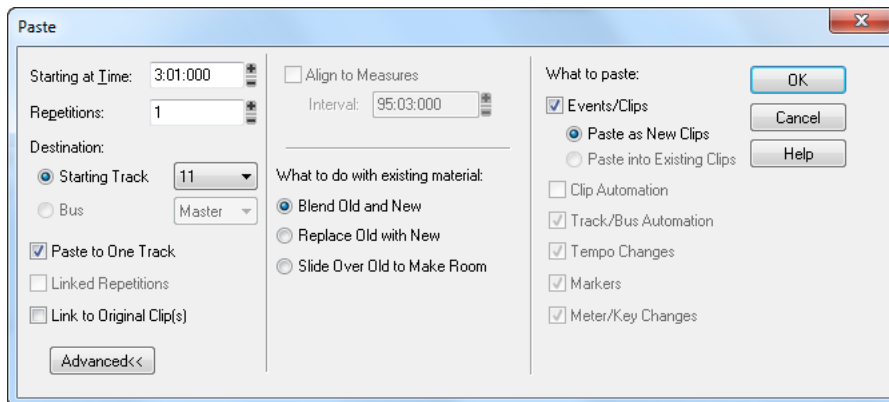 Paste
Starting at Time: 3:01:000
Repetitions: 1
Destination:
Starting Track 11
Bus Master
Paste to One Track
Linked Repetitions
Link to Original Clip(s)
Advanced<<
Align to Measures
Interval: 95:03:000
What to do with existing material:
Blend Old and New
Replace Old with New
Slide Over Old to Make Room
What to paste:
Events/Clips
Paste as New Clips
Paste into Existing Clips
Clip Automation
Track/Bus Automation
Tempo Changes
Markers
Meter/Key Changes
OK
Cancel
Help